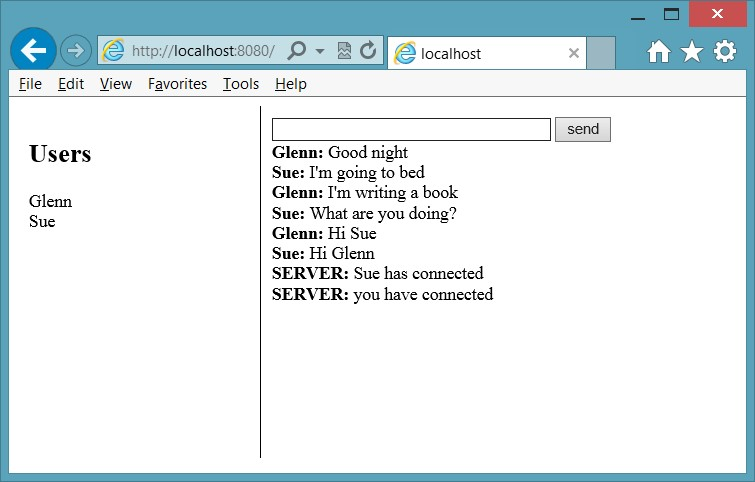 http://localhost:8080/
localhost
File Edit View Favorites Tools Help
Users
Glenn
Sue
send
Glenn: Good night
Sue: I'm going to bed
Glenn: I'm writing a book
Sue: What are you doing?
Glenn: Hi Sue
Sue: Hi Glenn
SERVER: Sue has connected
SERVER: you have connected